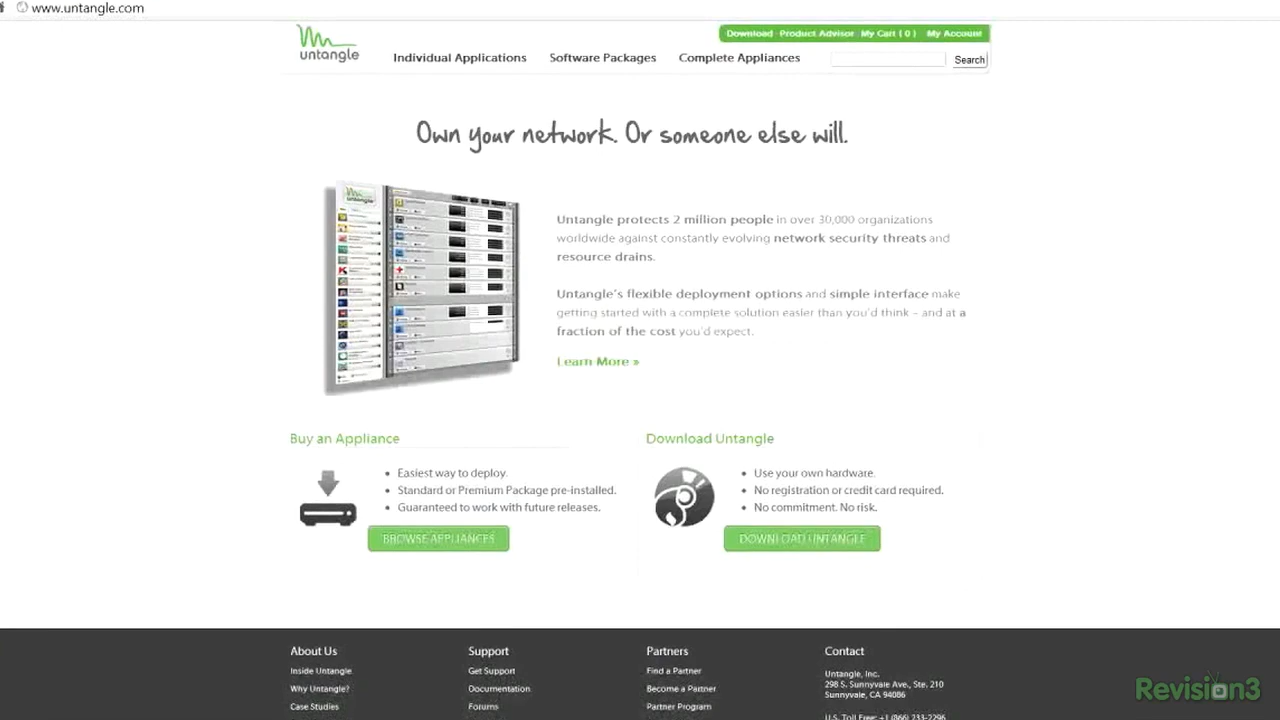 www.untangle.com
Download Product Advisor My Cart ( 0 ) My Account
untangle
Individual Applications Software Packages Complete Appliances
Search
Own your network. Or someone else will.
untangle
Untangle protects 2 million people in over 30,000 organizations
worldwide against constantly evolving network security threats and
resource drains.
Untangle's flexible deployment options and simple interface make
getting started with a complete solution easier than you'd think – and at a
fraction of the cost you'd expect.
Learn More »
Buy an Appliance
Easiest way to deploy.
Standard or Premium Package pre-installed.
Guaranteed to work with future releases.
BROWSE APPLIANCES
Download Untangle
Use your own hardware.
No registration or credit card required.
No commitment. No risk.
DOWNLOAD UNTANGLE
About Us
Inside Untangle
Why Untangle?
Case Studies
Support
Get Support
Documentation
Forums
Partners
Find a Partner
Become a Partner
Partner Program
Contact
Untangle, Inc.
298 S. Sunnyvale Ave., Ste. 210
Sunnyvale, CA 94086
U.S. Toll Free: +1 (866) 233-2296
Revision3